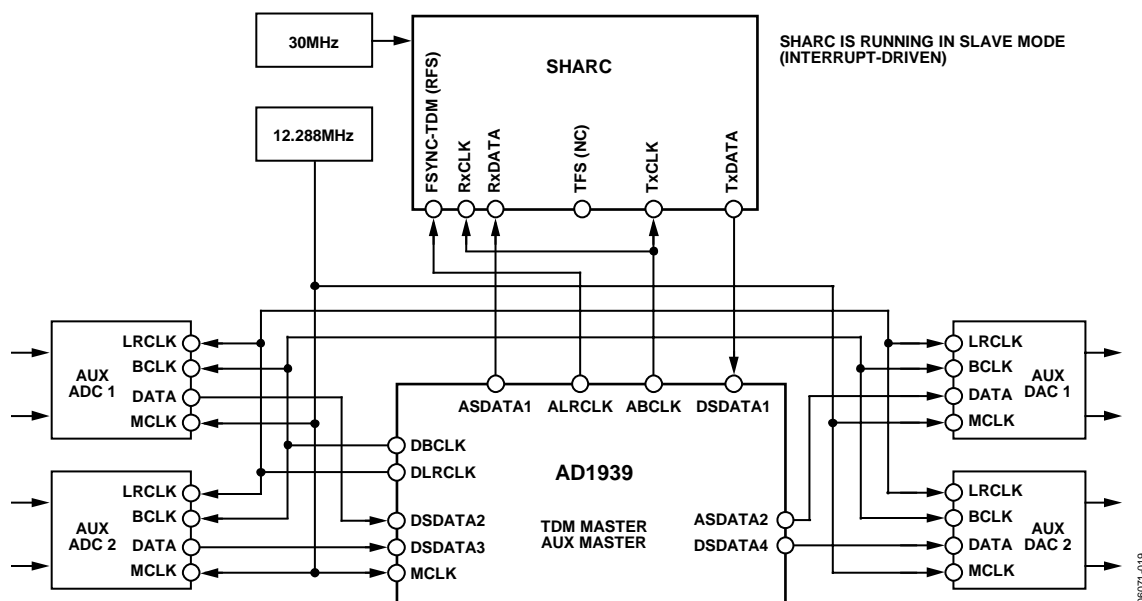 30MHz
12.288MHz
SHARC
SHARC IS RUNNING IN SLAVE MODE
(INTERRUPT-DRIVEN)
FSYNC-TDM (RFS)
RxCLK
RxDATA
TFS (NC)
TxCLK
TxDATA
AUX
ADC 1
LRCLK
BCLK
DATA
MCLK
AUX
ADC 2
LRCLK
BCLK
DATA
MCLK
ASDATA1
ALRCLK
ABCLK
DSDATA1
DBCLK
DLRCLK
DSDATA2
DSDATA3
MCLK
AD1939
TDM MASTER
AUX MASTER
ASDATA2
DSDATA4
LRCLK
BCLK
DATA
MCLK
AUX
DAC 1
LRCLK
BCLK
DATA
MCLK
AUX
DAC 2
06071-019